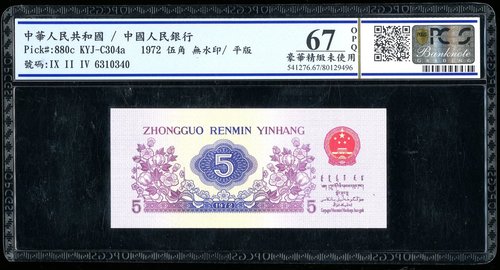 中華人民共和國 / 中國人民銀行
Pick#:880c KYJ-C304a 1972 伍角 無水印/ 平版
號碼:IX II IV 6310340
67 OPQ
豪華精緻未使用
541276.67/80129496
PCGS
Banknote
GRADING
ZHONGGUO RENMIN YINHANG
5
5
5
1972